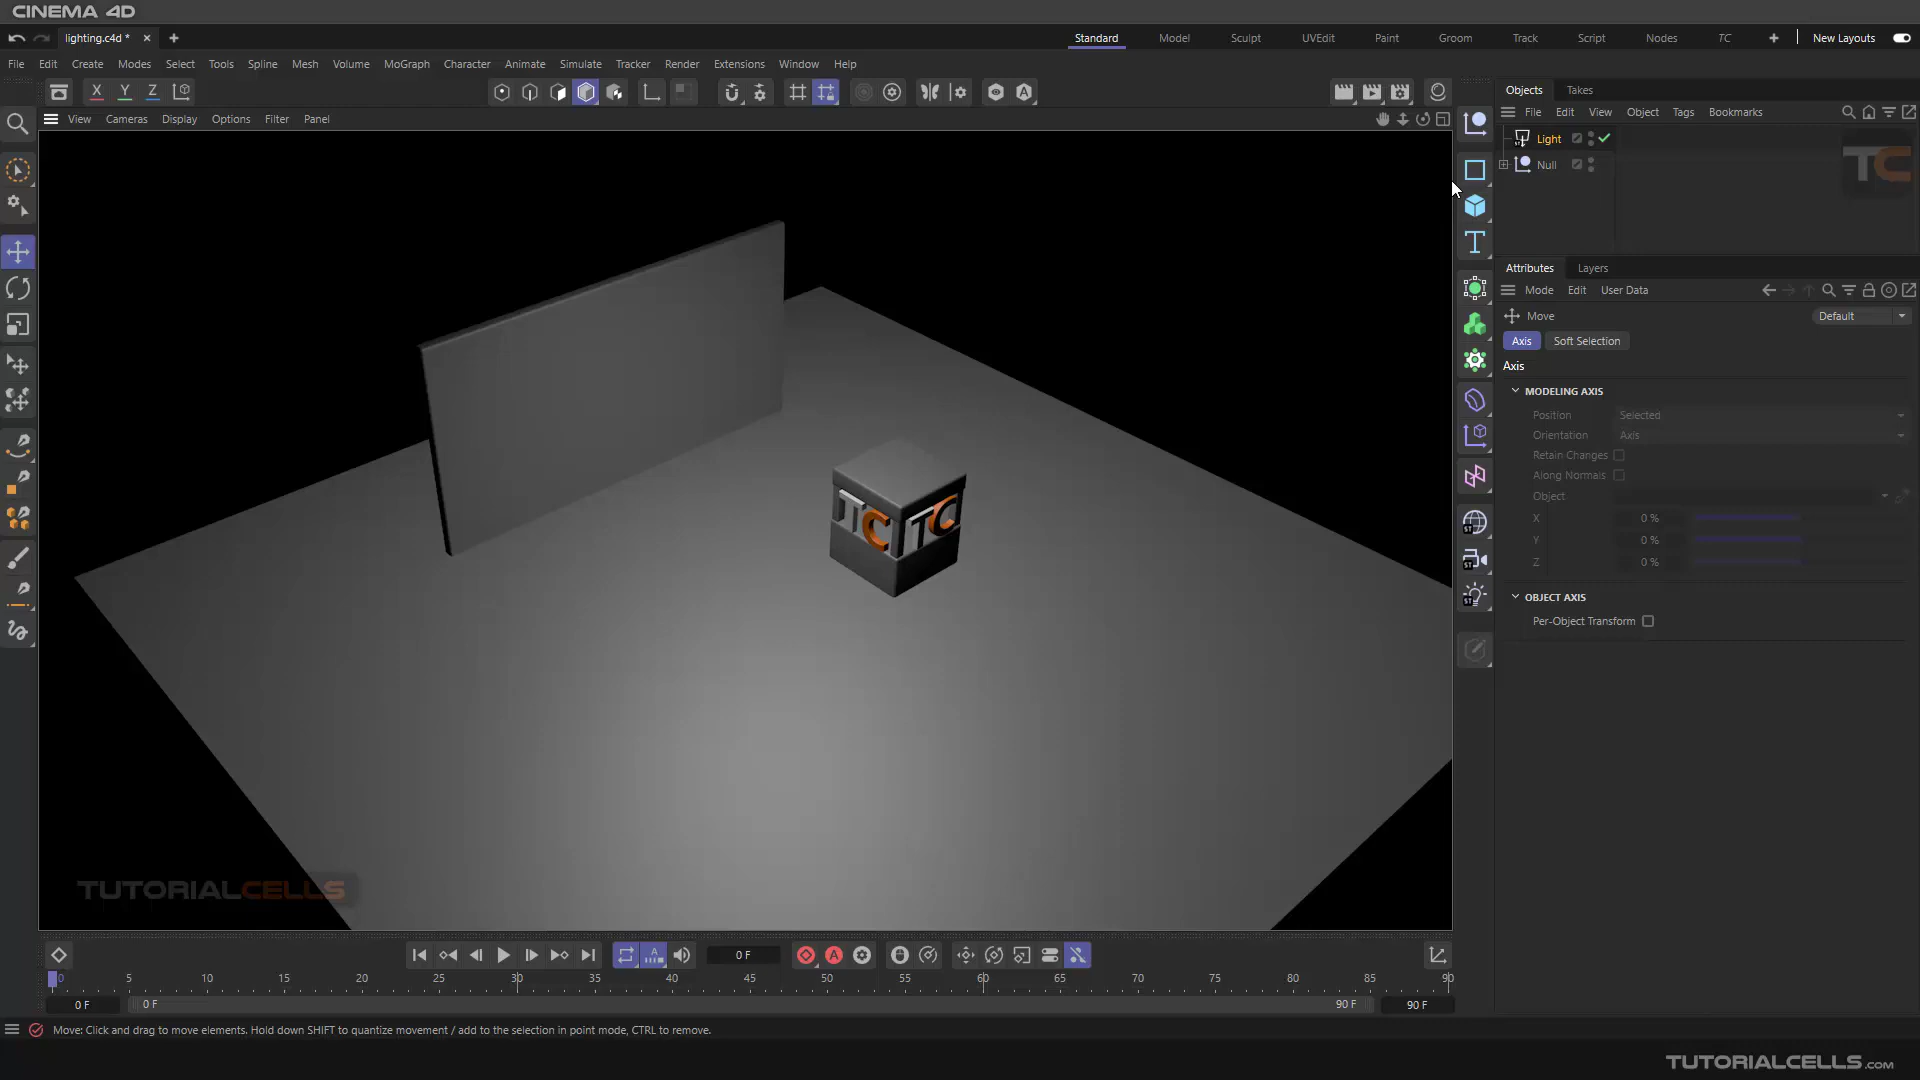 CINEMA 4D
lighting.c4d *
Standard Model Sculpt UVEdit Paint Groom Track Script Nodes TC New Layouts
File Edit Create Modes Select Tools Spline Mesh Volume MoGraph Character Animate Simulate Tracker Render Extensions Window Help
X Y Z
View Cameras Display Options Filter Panel
Objects Takes
File Edit View Object Tags Bookmarks
Light
Null
TC
Attributes Layers
Mode Edit User Data
Move Default
Axis Soft Selection
Axis
MODELING AXIS
Position Selected
Orientation Axis
Retain Changes
Along Normals
Object
X 0 %
Y 0 %
Z 0 %
OBJECT AXIS
Per-Object Transform
TC TC
TUTORIALCELLS
0 F
0 5 10 15 20 25 30 35 40 45 50 55 60 65 70 75 80 85 90
0 F 0 F 90 F 90 F
Move: Click and drag to move elements. Hold down SHIFT to quantize movement / add to the selection in point mode, CTRL to remove.
TUTORIALCELLS.com